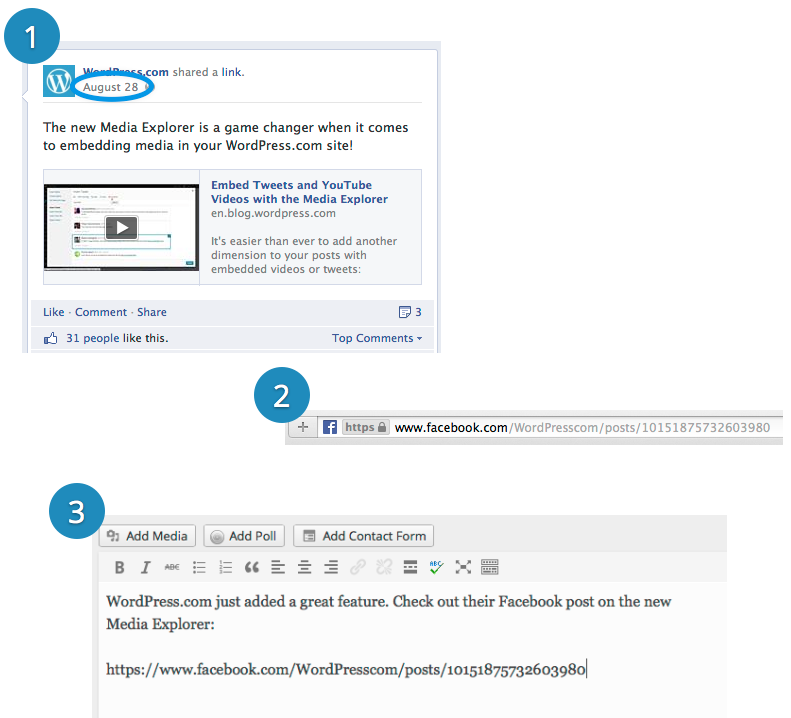 1
WordPress.com shared a link.
August 28
The new Media Explorer is a game changer when it comes
to embedding media in your WordPress.com site!
Embed Tweets and YouTube
Videos with the Media Explorer
en.blog.wordpress.com
It's easier than ever to add another
dimension to your posts with
embedded videos or tweets:
Like · Comment · Share
3
31 people like this.
Top Comments
2
https www.facebook.com/WordPresscom/posts/10151875732603980
3
Add Media Add Poll Add Contact Form
B I ABC ABC
WordPress.com just added a great feature. Check out their Facebook post on the new
Media Explorer:
https://www.facebook.com/WordPresscom/posts/10151875732603980